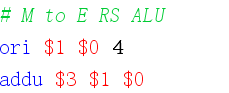 # M to E RS ALU
ori $1 $0 4
addu $3 $1 $0